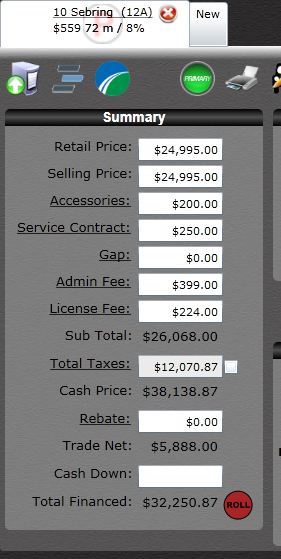 10 Sebring (12A)
$559 72 m / 8%
New
PRIMARY
Summary
Retail Price: $24,995.00
Selling Price: $24,995.00
Accessories: $200.00
Service Contract: $250.00
Gap: $0.00
Admin Fee: $399.00
License Fee: $224.00
Sub Total: $26,068.00
Total Taxes: $12,070.87
Cash Price: $38,138.87
Rebate: $0.00
Trade Net: $5,888.00
Cash Down:
Total Financed: $32,250.87
ROLL